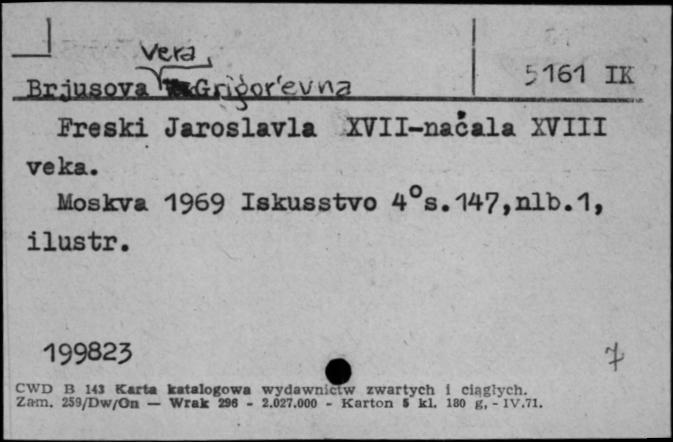 Vera
Brjusova Grigor'evna
5161 IK
Freski Jaroslavla XVII-načala XVIII
veka.
Moskva 1969 Iskusstvo 4°s.147,nlb.1,
ilustr.
199823
7
CWD B 143 Karta katalogowa wydawnictw zwartych i ciągłych.
Zam. 259/Dw/Gn — Wrak 296 - 2.027.000 - Karton 5 kl. 180 g, - IV.71.